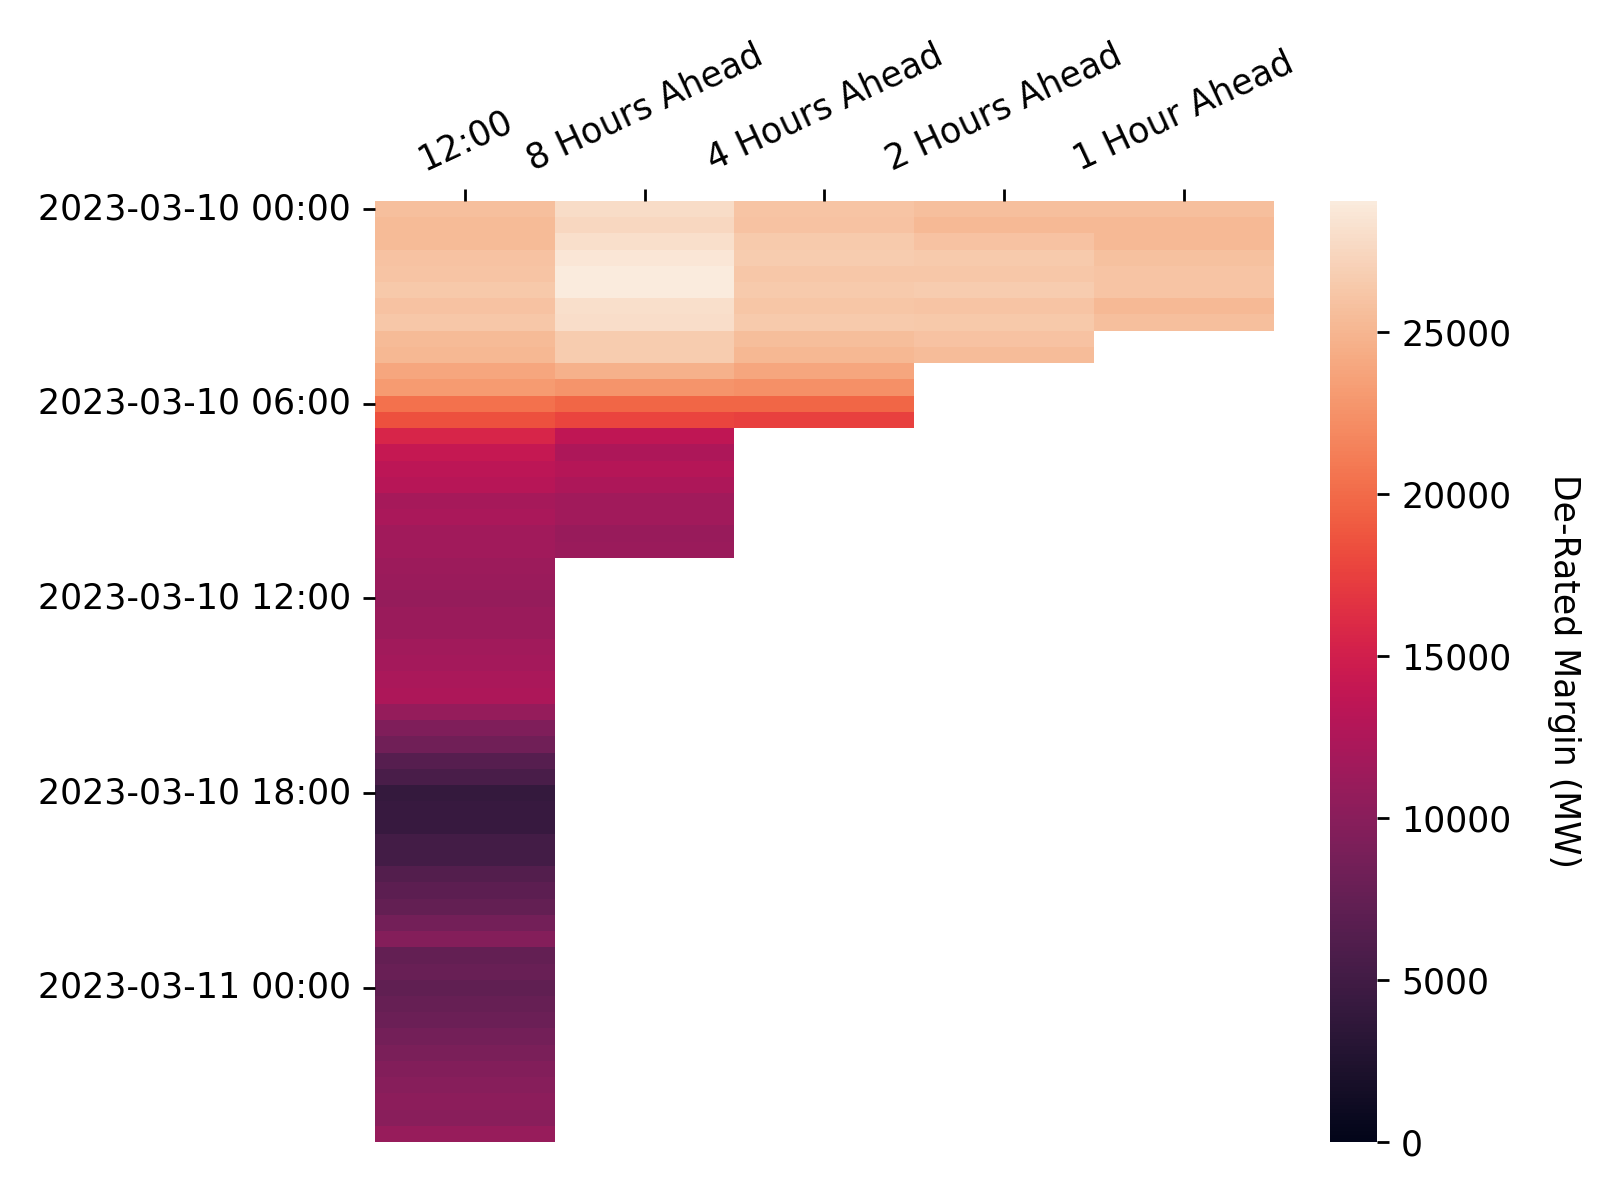 12:00
8 Hours Ahead
4 Hours Ahead
2 Hours Ahead
1 Hour Ahead
2023-03-10 00:00
2023-03-10 06:00
2023-03-10 12:00
2023-03-10 18:00
2023-03-11 00:00
25000
20000
15000
10000
5000
0
De-Rated Margin (MW)